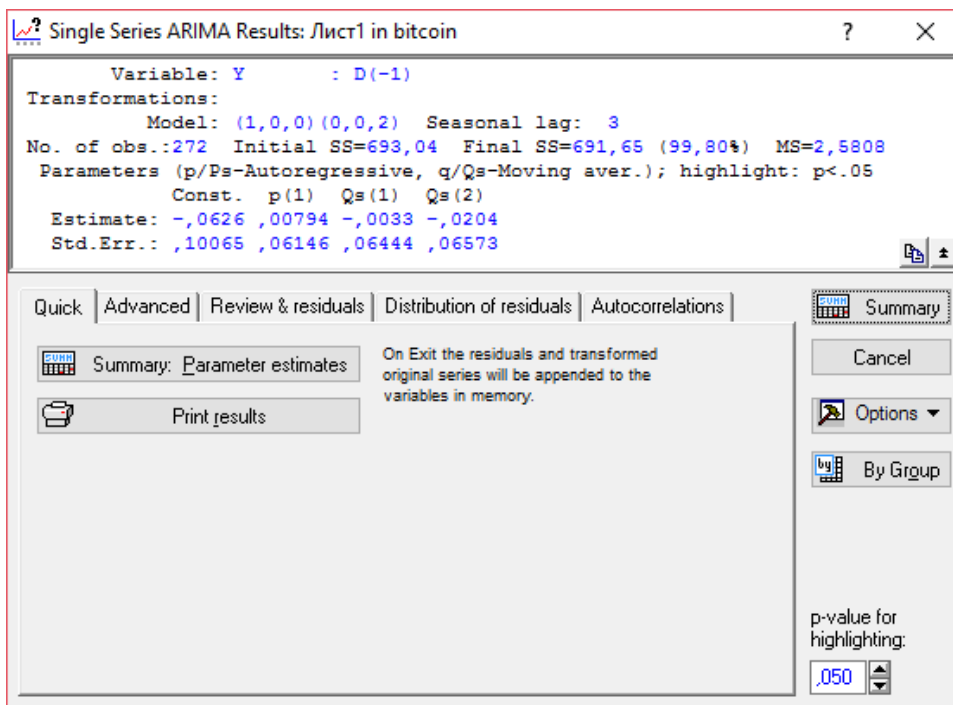 Single Series ARIMA Results: Лист1 in bitcoin
Variable: Y : D(-1)
Transformations:
Model: (1,0,0)(0,0,2) Seasonal lag: 3
No. of obs.:272 Initial SS=693,04 Final SS=691,65 (99,80%) MS=2,5808
Parameters (p/Ps-Autoregressive, q/Qs-Moving aver.); highlight: p<.05
Const. p(1) Qs(1) Qs(2)
Estimate: -,0626 ,00794 -,0033 -,0204
Std.Err.: ,10065 ,06146 ,06444 ,06573
Quick Advanced Review & residuals Distribution of residuals Autocorrelations
Summary: Parameter estimates
Print results
On Exit the residuals and transformed
original series will be appended to the
variables in memory.
SUMM Summary
Cancel
Options
By Group
p-value for
highlighting:
,050